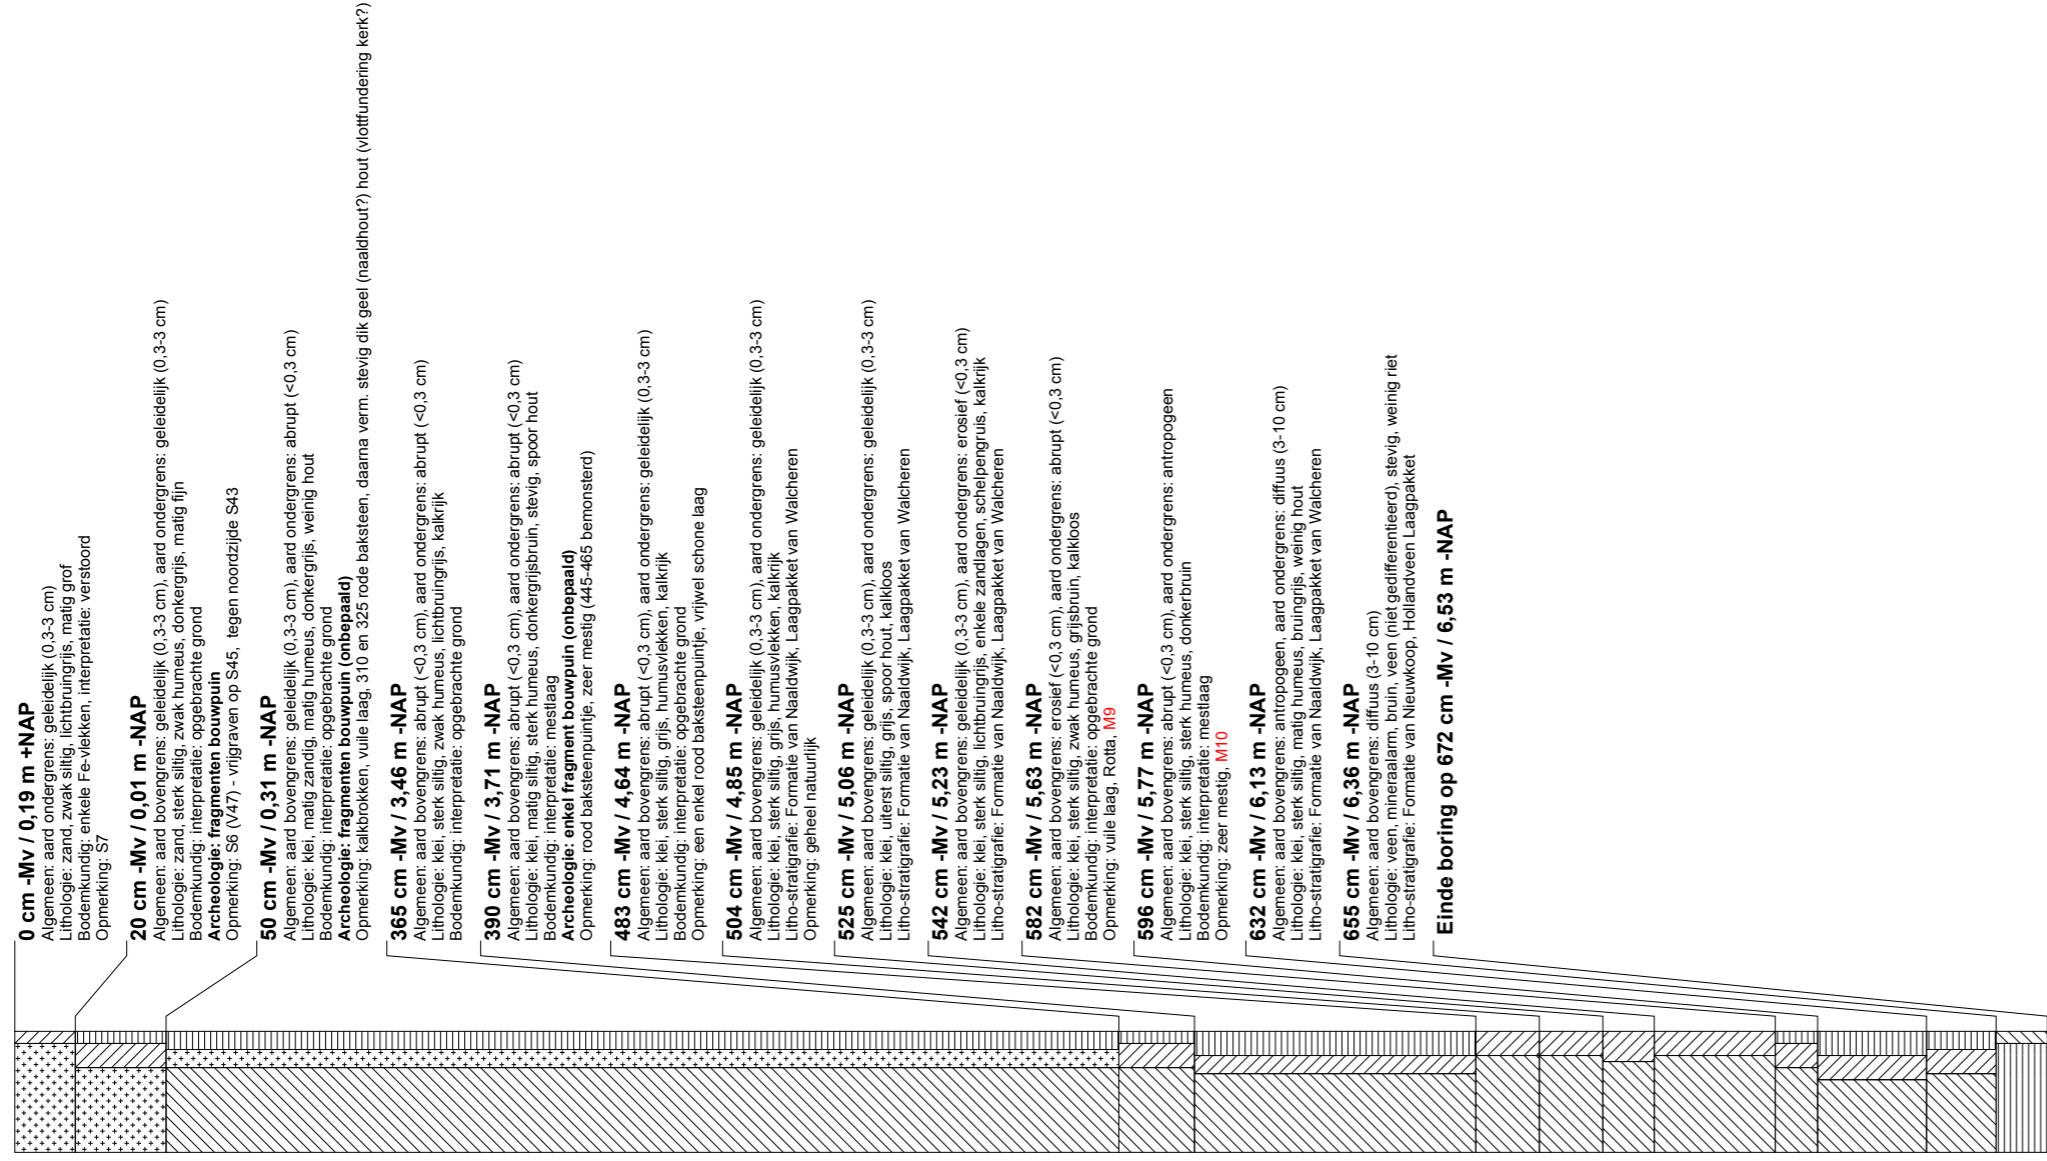 0 cm -Mv / 0,19 m +NAP
Algemeen: aard ondergrens: geleidelijk (0,3-3 cm)
Lithologie: zand, zwak siltig, lichtbruingrijs, matig grof
Bodemkundig: enkele Fe-vlekken, interpretatie: verstoord
Opmerking: S7
20 cm -Mv / 0,01 m -NAP
Algemeen: aard bovengrens: geleidelijk (0,3-3 cm), aard ondergrens: geleidelijk (0,3-3 cm)
Lithologie: zand, sterk siltig, zwak humeus, donkergrijs, matig fijn
Bodemkundig: interpretatie: opgebrachte grond
Archeologie: fragmenten bouwpuin
Opmerking: S6 (V47) - vrijgraven op S45, tegen noordzijde S43
50 cm -Mv / 0,31 m -NAP
Algemeen: aard bovengrens: geleidelijk (0,3-3 cm), aard ondergrens: abrupt (<0,3 cm)
Lithologie: klei, matig zandig, matig humeus, donkergrijs, weinig hout
Bodemkundig: interpretatie: opgebrachte grond
Archeologie: fragmenten bouwpuin (onbepaald)
Opmerking: kalkbrokken, vuile laag, 310 en 325 rode baksteen, daarna verm. stevig dik geel (naaldhout?) hout (vlottfundering kerk?)
365 cm -Mv / 3,46 m -NAP
Algemeen: aard bovengrens: abrupt (<0,3 cm), aard ondergrens: abrupt (<0,3 cm)
Lithologie: klei, sterk siltig, zwak humeus, lichtbruingrijs, kalkrijk
Bodemkundig: interpretatie: opgebrachte grond
390 cm -Mv / 3,71 m -NAP
Algemeen: aard bovengrens: abrupt (<0,3 cm), aard ondergrens: abrupt (<0,3 cm)
Lithologie: klei, matig siltig, sterk humeus, donkergrijsbruin, stevig, spoor hout
Bodemkundig: interpretatie: mestlaag
Archeologie: enkel fragment bouwpuin (onbepaald)
Opmerking: rood baksteenpuintje, zeer mestig (445-465 bemonsterd)
483 cm -Mv / 4,64 m -NAP
Algemeen: aard bovengrens: abrupt (<0,3 cm), aard ondergrens: geleidelijk (0,3-3 cm)
Lithologie: klei, sterk siltig, grijs, humusvlekken, kalkrijk
Bodemkundig: interpretatie: opgebrachte grond
Opmerking: een enkel rood baksteenpuintje, vrijwel schone laag
504 cm -Mv / 4,85 m -NAP
Algemeen: aard bovengrens: geleidelijk (0,3-3 cm), aard ondergrens: geleidelijk (0,3-3 cm)
Lithologie: klei, sterk siltig, grijs, humusvlekken, kalkrijk
Litho-stratigrafie: Formatie van Naaldwijk, Laagpakket van Walcheren
Opmerking: geheel natuurlijk
525 cm -Mv / 5,06 m -NAP
Algemeen: aard bovengrens: geleidelijk (0,3-3 cm), aard ondergrens: geleidelijk (0,3-3 cm)
Lithologie: klei, uiterst siltig, grijs, spoor hout, kalkloos
Litho-stratigrafie: Formatie van Naaldwijk, Laagpakket van Walcheren
542 cm -Mv / 5,23 m -NAP
Algemeen: aard bovengrens: geleidelijk (0,3-3 cm), aard ondergrens: erosief (<0,3 cm)
Lithologie: klei, sterk siltig, lichtbruingrijs, enkele zandlagen, schelpengruis, kalkrijk
Litho-stratigrafie: Formatie van Naaldwijk, Laagpakket van Walcheren
582 cm -Mv / 5,63 m -NAP
Algemeen: aard bovengrens: erosief (<0,3 cm), aard ondergrens: abrupt (<0,3 cm)
Lithologie: klei, sterk siltig, zwak humeus, grijsbruin, kalkloos
Bodemkundig: interpretatie: opgebrachte grond
Opmerking: vuile laag, Rotta, M9
596 cm -Mv / 5,77 m -NAP
Algemeen: aard bovengrens: abrupt (<0,3 cm), aard ondergrens: antropogeen
Lithologie: klei, sterk siltig, sterk humeus, donkerbruin
Bodemkundig: interpretatie: mestlaag
Opmerking: zeer mestig, M10
632 cm -Mv / 6,13 m -NAP
Algemeen: aard bovengrens: antropogeen, aard ondergrens: diffuus (3-10 cm)
Lithologie: klei, sterk siltig, matig humeus, bruingrijs, weinig hout
Litho-stratigrafie: Formatie van Naaldwijk, Laagpakket van Walcheren
655 cm -Mv / 6,36 m -NAP
Algemeen: aard bovengrens: diffuus (3-10 cm)
Lithologie: veen, mineraalarm, bruin, veen (niet gedifferentieerd), stevig, weinig riet
Litho-stratigrafie: Formatie van Nieuwkoop, Hollandveen Laagpakket
Einde boring op 672 cm -Mv / 6,53 m -NAP